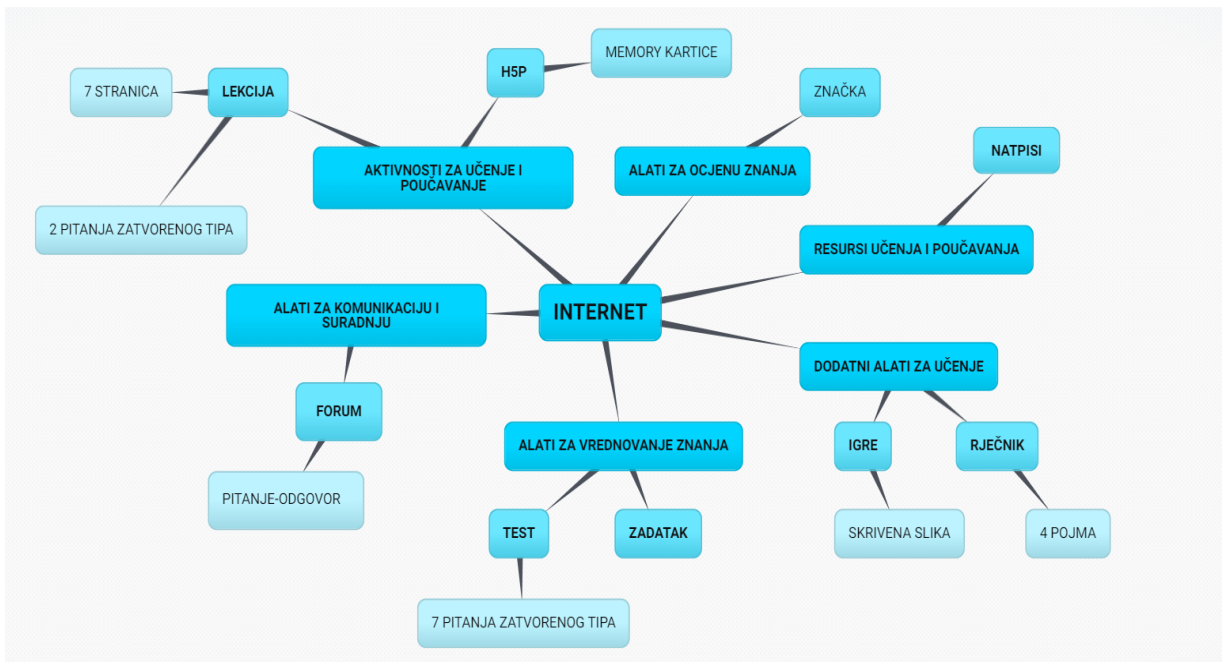 MEMORY KARTICE
H5P
7 STRANICA
LEKCIJA
ZNAČKA
NATPISI
AKTIVNOSTI ZA UČENJE I
POUČAVANJE
ALATI ZA OCJENU ZNANJA
2 PITANJA ZATVORENOG TIPA
RESURSI UČENJA I POUČAVANJA
ALATI ZA KOMUNIKACIJU I
SURADNJU
INTERNET
DODATNI ALATI ZA UČENJE
FORUM
ALATI ZA VREDNOVANJE ZNANJA
IGRE
RJEČNIK
PITANJE-ODGOVOR
TEST
ZADATAK
SKRIVENA SLIKA
4 POJMA
7 PITANJA ZATVORENOG TIPA